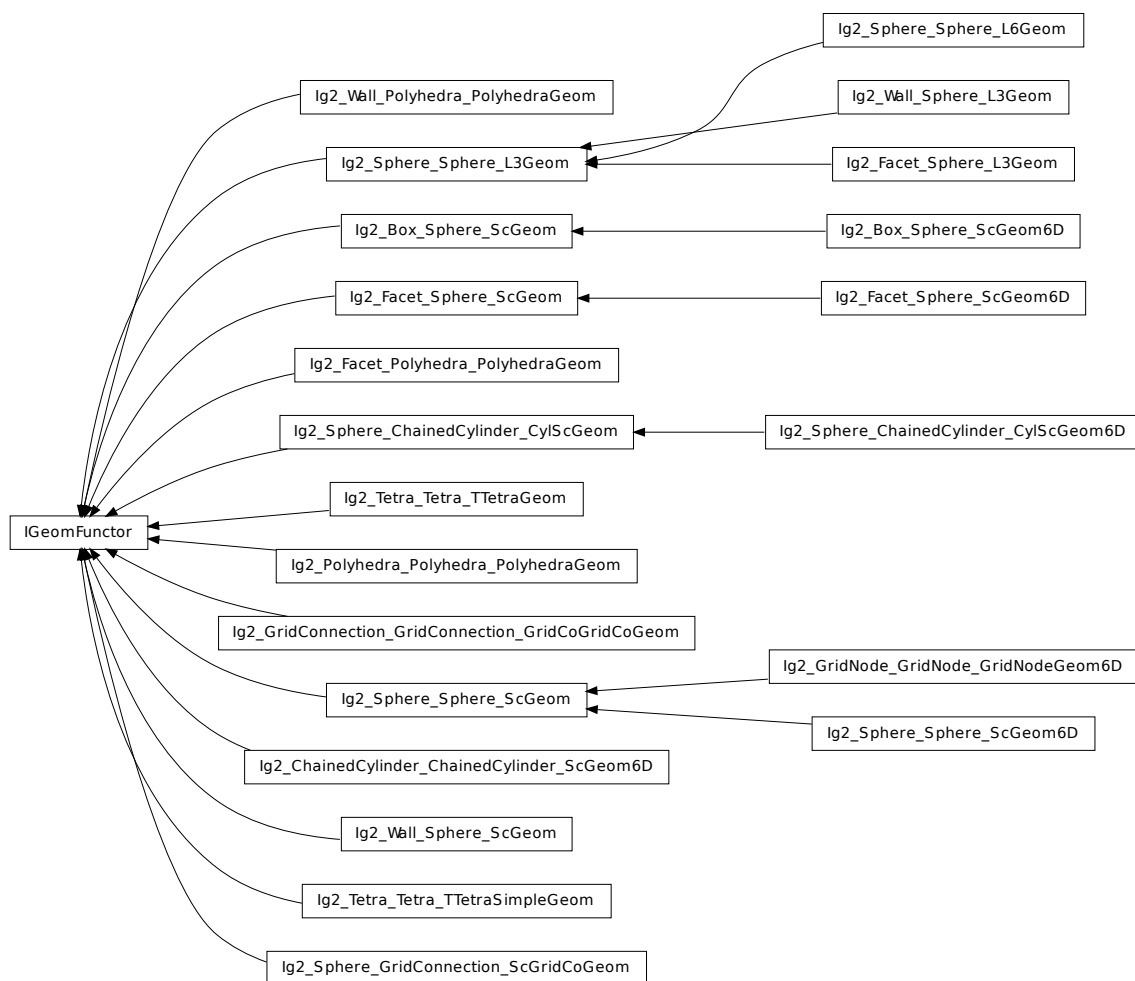 Ig2_Sphere_Sphere_L6Geom
Ig2_Wall_Polyhedra_PolyhedraGeom
Ig2_Wall_Sphere_L3Geom
Ig2_Sphere_Sphere_L3Geom
Ig2_Facet_Sphere_L3Geom
Ig2_Box_Sphere_ScGeom
Ig2_Box_Sphere_ScGeom6D
Ig2_Facet_Sphere_ScGeom
Ig2_Facet_Sphere_ScGeom6D
Ig2_Facet_Polyhedra_PolyhedraGeom
Ig2_Sphere_ChainedCylinder_CylScGeom
Ig2_Sphere_ChainedCylinder_CylScGeom6D
Ig2_Tetra_Tetra_TTetraGeom
IGeomFunctor
Ig2_Polyhedra_Polyhedra_PolyhedraGeom
Ig2_GridConnection_GridConnection_GridCoGridCoGeom
Ig2_GridNode_GridNode_GridNodeGeom6D
Ig2_Sphere_Sphere_ScGeom
Ig2_Sphere_Sphere_ScGeom6D
Ig2_ChainedCylinder_ChainedCylinder_ScGeom6D
Ig2_Wall_Sphere_ScGeom
Ig2_Tetra_Tetra_TTetraSimpleGeom
Ig2_Sphere_GridConnection_ScGridCoGeom